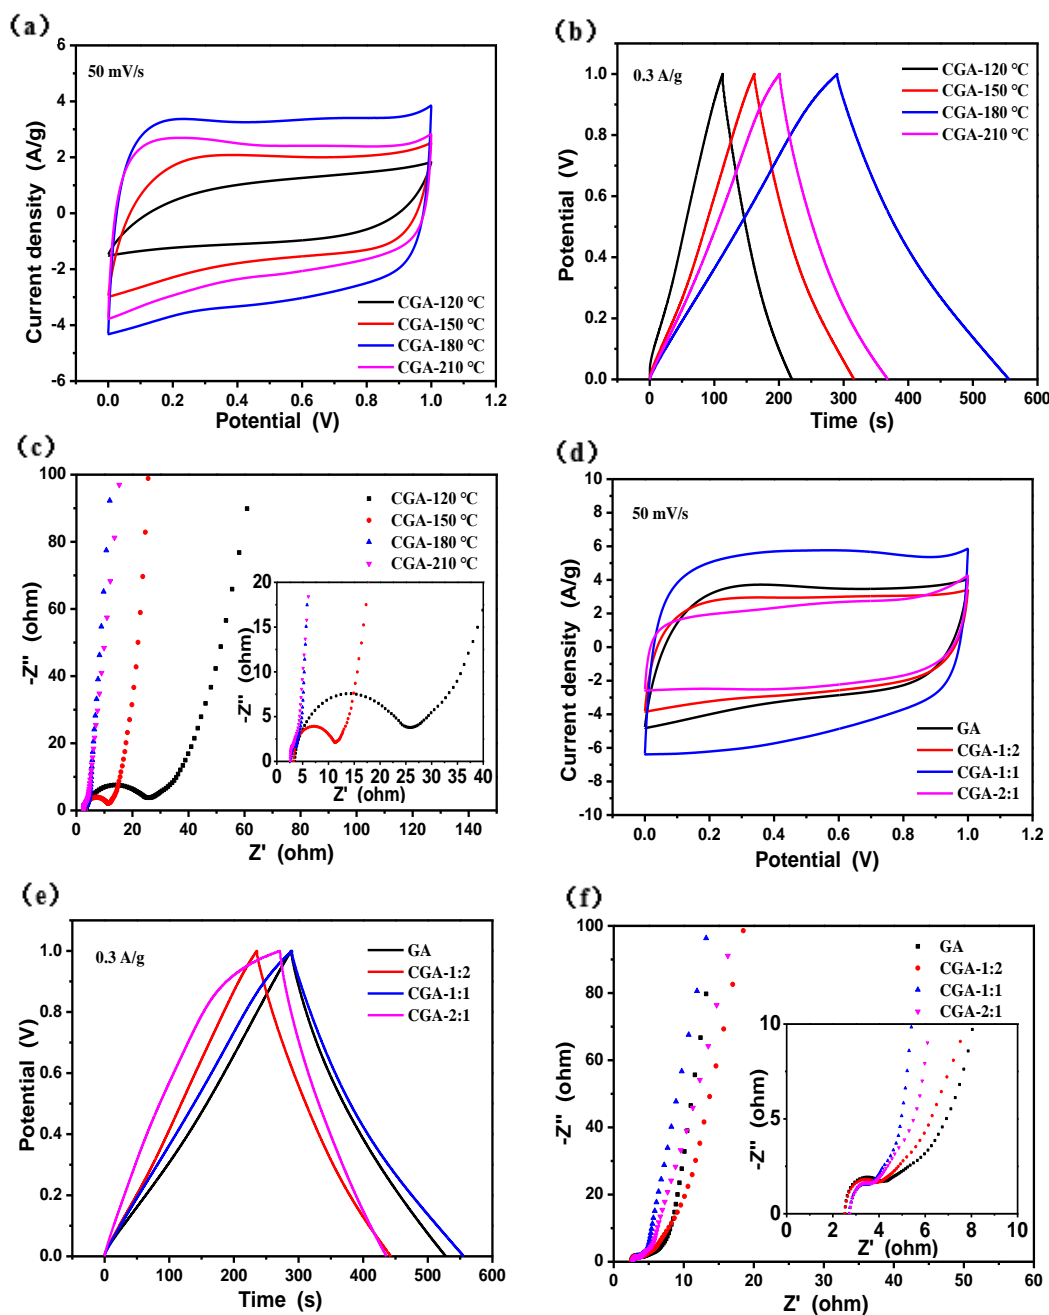 (a)
50 mV/s
Current density (A/g)
6
4
2
0
-2
-4
-6
CGA-120 °C
CGA-150 °C
CGA-180 °C
CGA-210 °C
0.0 0.2 0.4 0.6 0.8 1.0 1.2
Potential (V)
(b)
0.3 A/g
Potential (V)
1.0
0.8
0.6
0.4
0.2
0.0
CGA-120 °C
CGA-150 °C
CGA-180 °C
CGA-210 °C
0 100 200 300 400 500 600
Time (s)
(c)
-Z'' (ohm)
100
80
60
40
20
0
CGA-120 °C
CGA-150 °C
CGA-180 °C
CGA-210 °C
-Z'' (ohm)
20
15
10
5
0
0 5 10 15 20 25 30 35 40
Z' (ohm)
0 20 40 60 80 100 120 140
Z' (ohm)
(d)
50 mV/s
Current density (A/g)
10
8
6
4
2
0
-2
-4
-6
-8
-10
GA
CGA-1:2
CGA-1:1
CGA-2:1
0.0 0.2 0.4 0.6 0.8 1.0 1.2
Potential (V)
(e)
0.3 A/g
Potential (V)
1.0
0.8
0.6
0.4
0.2
0.0
GA
CGA-1:2
CGA-1:1
CGA-2:1
0 100 200 300 400 500 600
Time (s)
(f)
-Z'' (ohm)
100
80
60
40
20
0
GA
CGA-1:2
CGA-1:1
CGA-2:1
-Z'' (ohm)
10
5
0
0 2 4 6 8 10
Z' (ohm)
0 10 20 30 40 50
Z' (ohm)